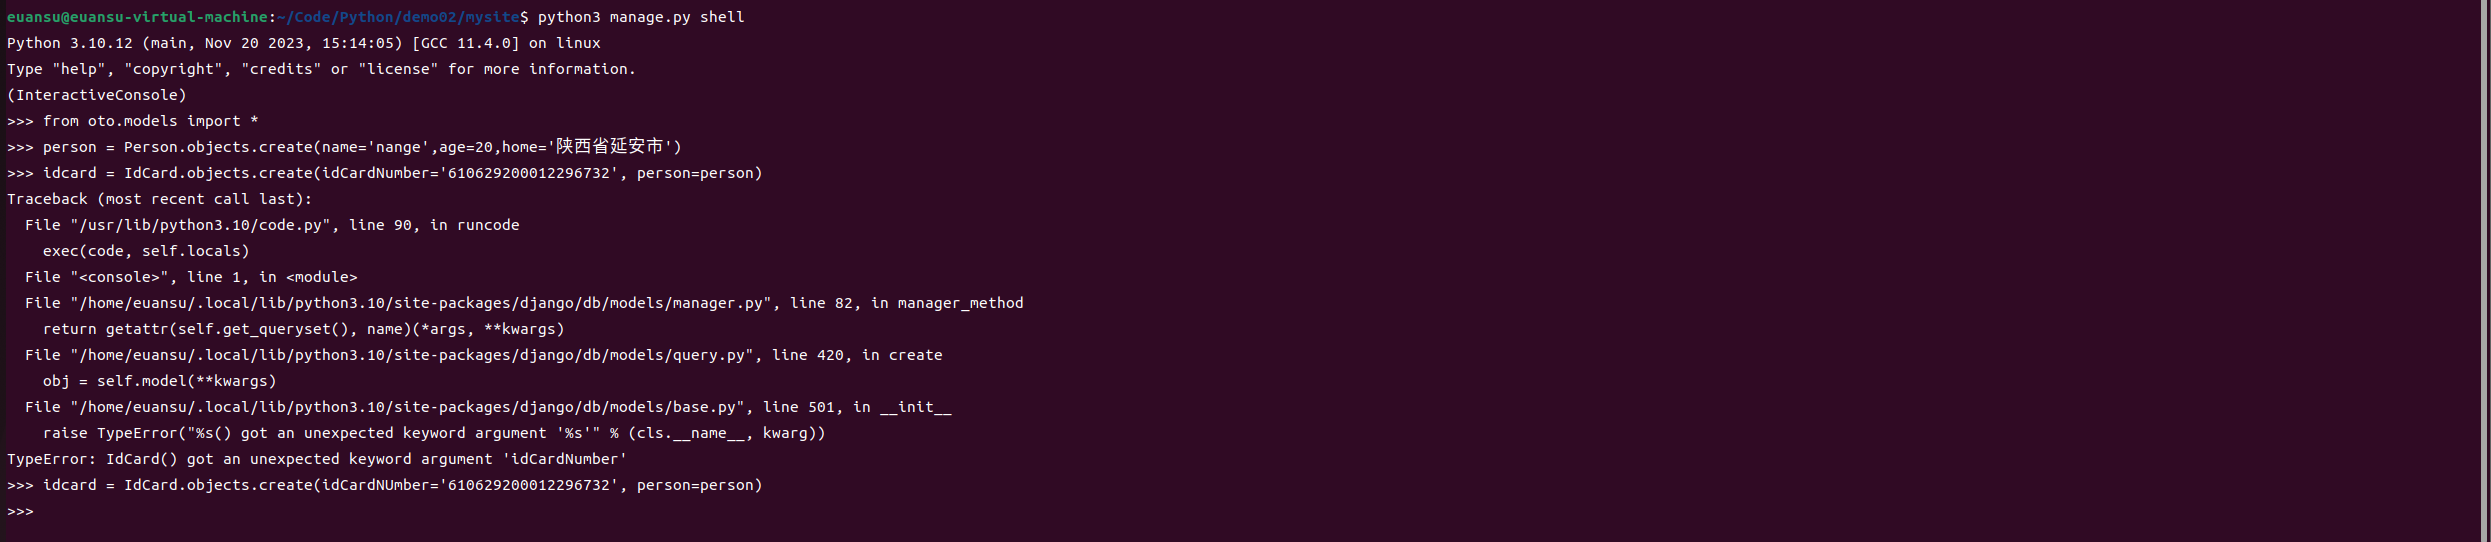 euansu@euansu-virtual-machine:~/Code/Python/demo02/mysite$ python3 manage.py shell
Python 3.10.12 (main, Nov 20 2023, 15:14:05) [GCC 11.4.0] on linux
Type "help", "copyright", "credits" or "license" for more information.
(InteractiveConsole)
>>> from oto.models import *
>>> person = Person.objects.create(name='nange',age=20,home='陕西省延安市')
>>> idcard = IdCard.objects.create(idCardNumber='610629200012296732', person=person)
Traceback (most recent call last):
  File "/usr/lib/python3.10/code.py", line 90, in runcode
    exec(code, self.locals)
  File "<console>", line 1, in <module>
  File "/home/euansu/.local/lib/python3.10/site-packages/django/db/models/manager.py", line 82, in manager_method
    return getattr(self.get_queryset(), name)(*args, **kwargs)
  File "/home/euansu/.local/lib/python3.10/site-packages/django/db/models/query.py", line 420, in create
    obj = self.model(**kwargs)
  File "/home/euansu/.local/lib/python3.10/site-packages/django/db/models/base.py", line 501, in __init__
    raise TypeError("%s() got an unexpected keyword argument '%s'" % (cls.__name__, kwarg))
TypeError: IdCard() got an unexpected keyword argument 'idCardNumber'
>>> idcard = IdCard.objects.create(idCardNUmber='610629200012296732', person=person)
>>>